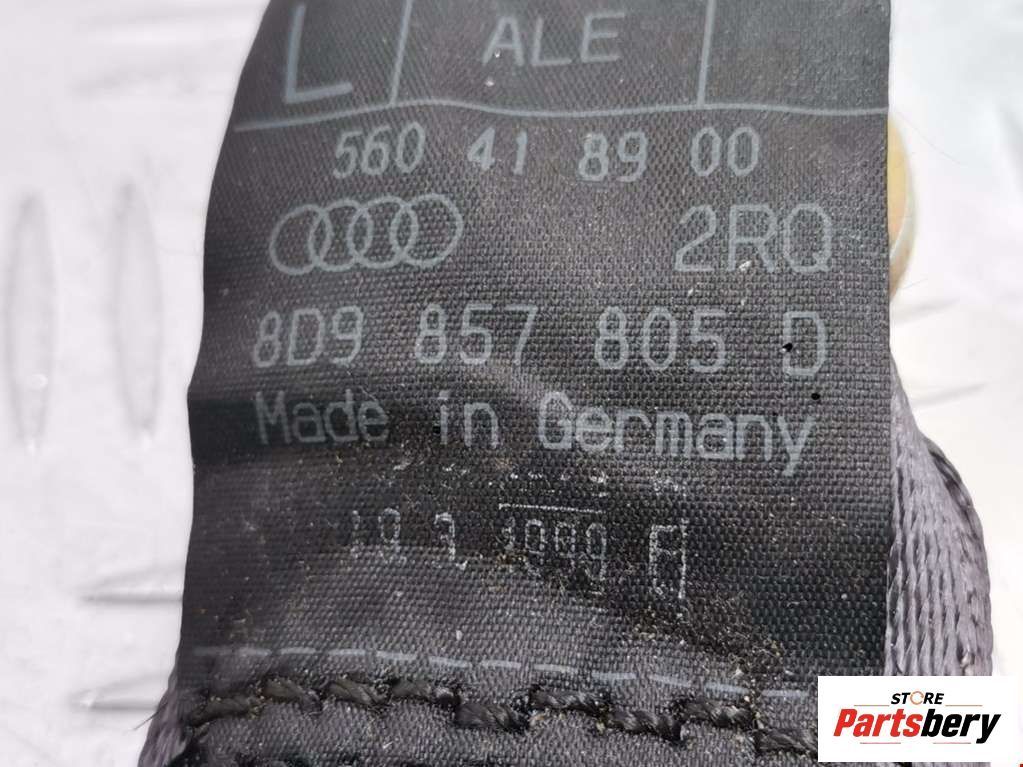 L ALE
560 41 89 00
2RQ
8D9 857 805 D
Made in Germany
STORE
Partsbery